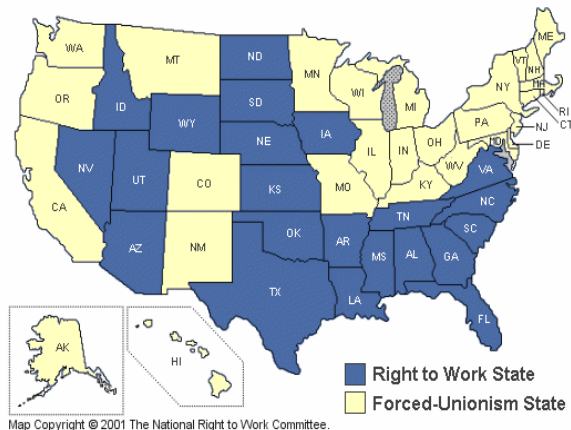 WA
MT
ND
MN
ME
VT
NH
MA
OR
ID
SD
WI
MI
NY
RI
CT
WY
IA
PA
NJ
NE
OH
MD
DE
NV
UT
IL
IN
WV
VA
CO
KS
MO
KY
CA
NC
TN
AZ
NM
OK
AR
SC
MS
AL
GA
TX
LA
FL
AK
HI
Right to Work State
Forced-Unionism State
Map Copyright © 2001 The National Right to Work Committee.